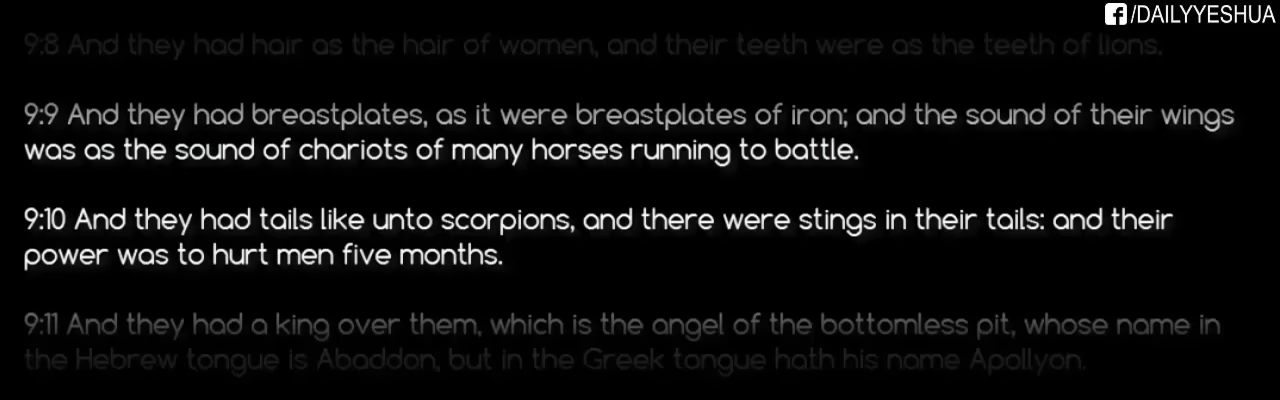 /DAILYYESHUA
9:8 And they had hair as the hair of women, and their teeth were as the teeth of lions.
9:9 And they had breastplates, as it were breastplates of iron; and the sound of their wings
was as the sound of chariots of many horses running to battle.
9:10 And they had tails like unto scorpions, and there were stings in their tails: and their
power was to hurt men five months.
9:11 And they had a king over them, which is the angel of the bottomless pit, whose name in
the Hebrew tongue is Abaddon, but in the Greek tongue hath his name Apollyon.